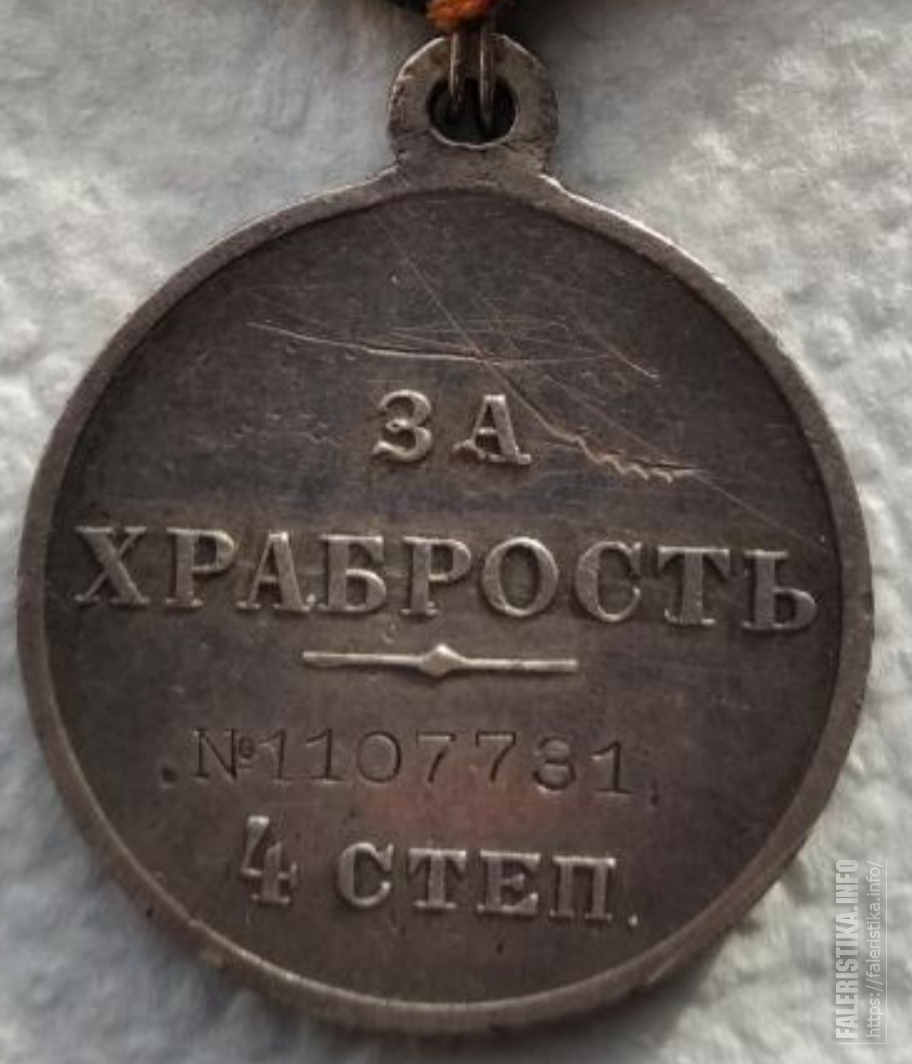 ЗА
ХРАБРОСТЬ
№1107731
4 СТЕП.
FALERISTIKA.INFO
https://faleristika.info/